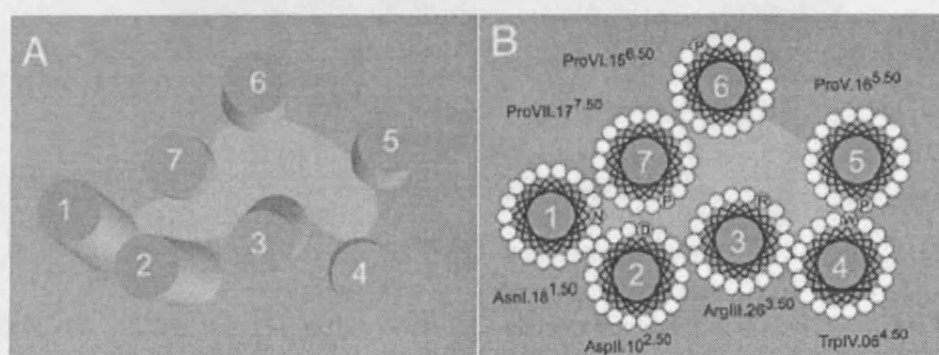 A
6
5
7
1
3
2
4
B
ProVI.15^6.50
P
6
ProV.16^5.50
ProVII.17^7.50
7
5
P
P
1
N
R
W
D
3
2
4
AsnI.18^1.50
ArgIII.26^3.50
AspII.10^2.50
TrpIV.06^4.50